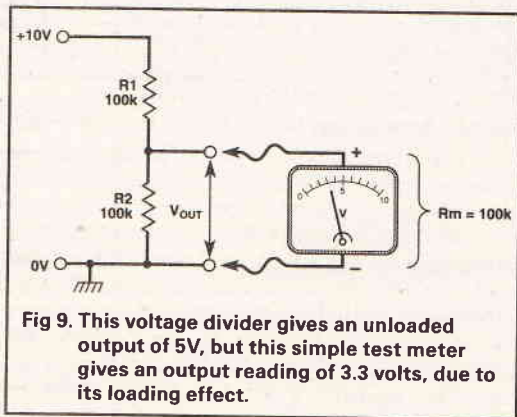 +10V
R1
100k
R2
100k
VOUT
+
0 5 10
V
Rm = 100k
0V
−
Fig 9. This voltage divider gives an unloaded
output of 5V, but this simple test meter
gives an output reading of 3.3 volts, due to
its loading effect.